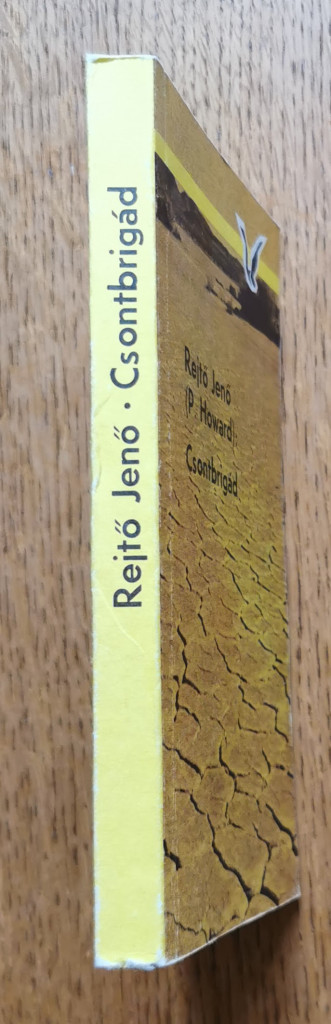 Rejtő Jenő · Csontbrigád
Rejtő Jenő
(P. Howard):
Csontbrigád